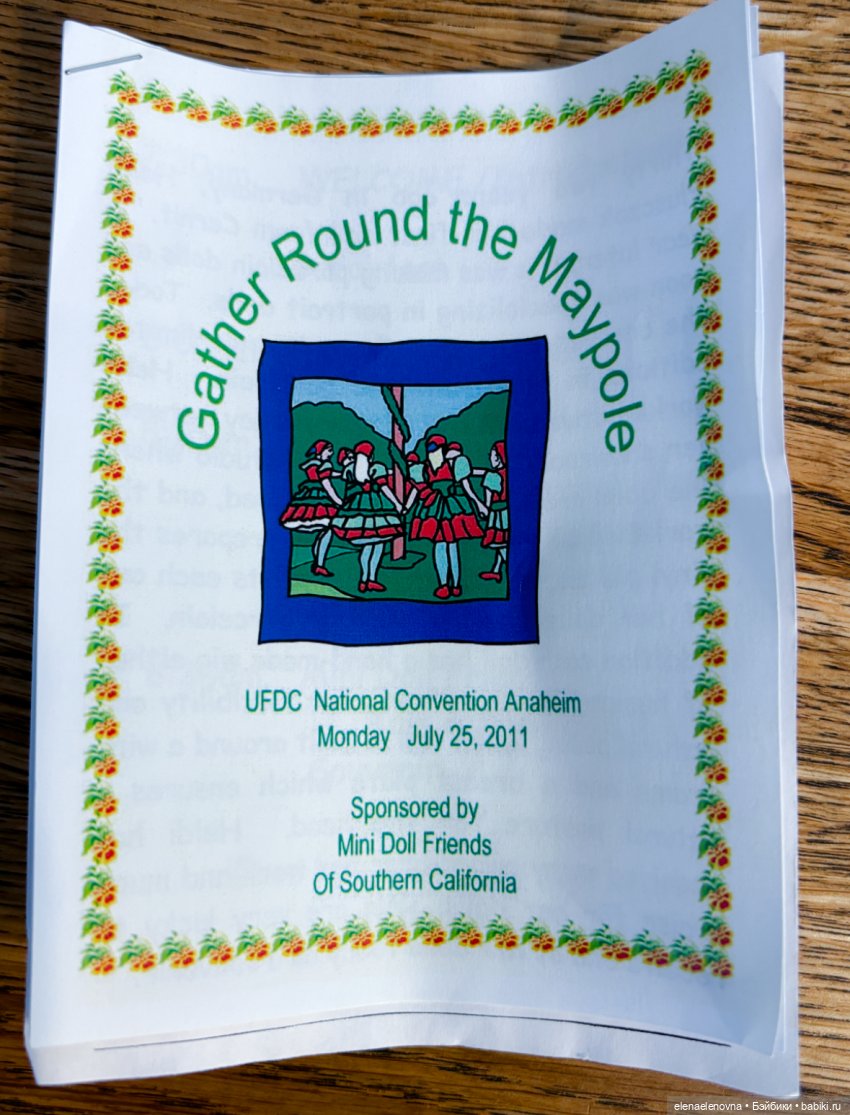 Gather Round the Maypole
UFDC National Convention Anaheim
Monday July 25, 2011
Sponsored by
Mini Doll Friends
Of Southern California
elenaelenovna • Бэйбики • babiki.ru